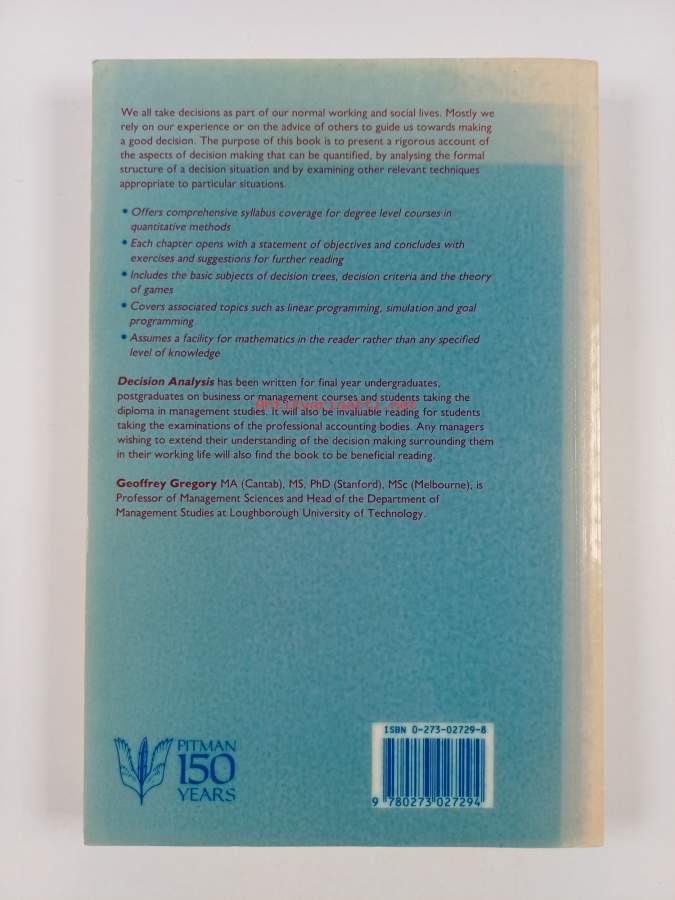 We all take decisions as part of our normal working and social lives. Mostly we
rely on our experience or on the advice of others to guide us towards making
a good decision. The purpose of this book is to present a rigorous account of
the aspects of decision making that can be quantified, by analysing the formal
structure of a decision situation and by examining other relevant techniques
appropriate to particular situations.
• Offers comprehensive syllabus coverage for degree level courses in
quantitative methods
• Each chapter opens with a statement of objectives and concludes with
exercises and suggestions for further reading
• Includes the basic subjects of decision trees, decision criteria and the theory
of games
• Covers associated topics such as linear programming, simulation and goal
programming
• Assumes a facility for mathematics in the reader rather than any specified
level of knowledge
Decision Analysis has been written for final year undergraduates,
postgraduates on business or management courses and students taking the
Antikvariaatti.net
diploma in management studies. It will also be invaluable reading for students
taking the examinations of the professional accounting bodies. Any managers
wishing to extend their understanding of the decision making surrounding them
in their working life will also find the book to be beneficial reading.
Geoffrey Gregory MA (Cantab), MS, PhD (Stanford), MSc (Melbourne), is
Professor of Management Sciences and Head of the Department of
Management Studies at Loughborough University of Technology.
PITMAN
150
YEARS
ISBN 0-273-02729-8
9 780273 027294